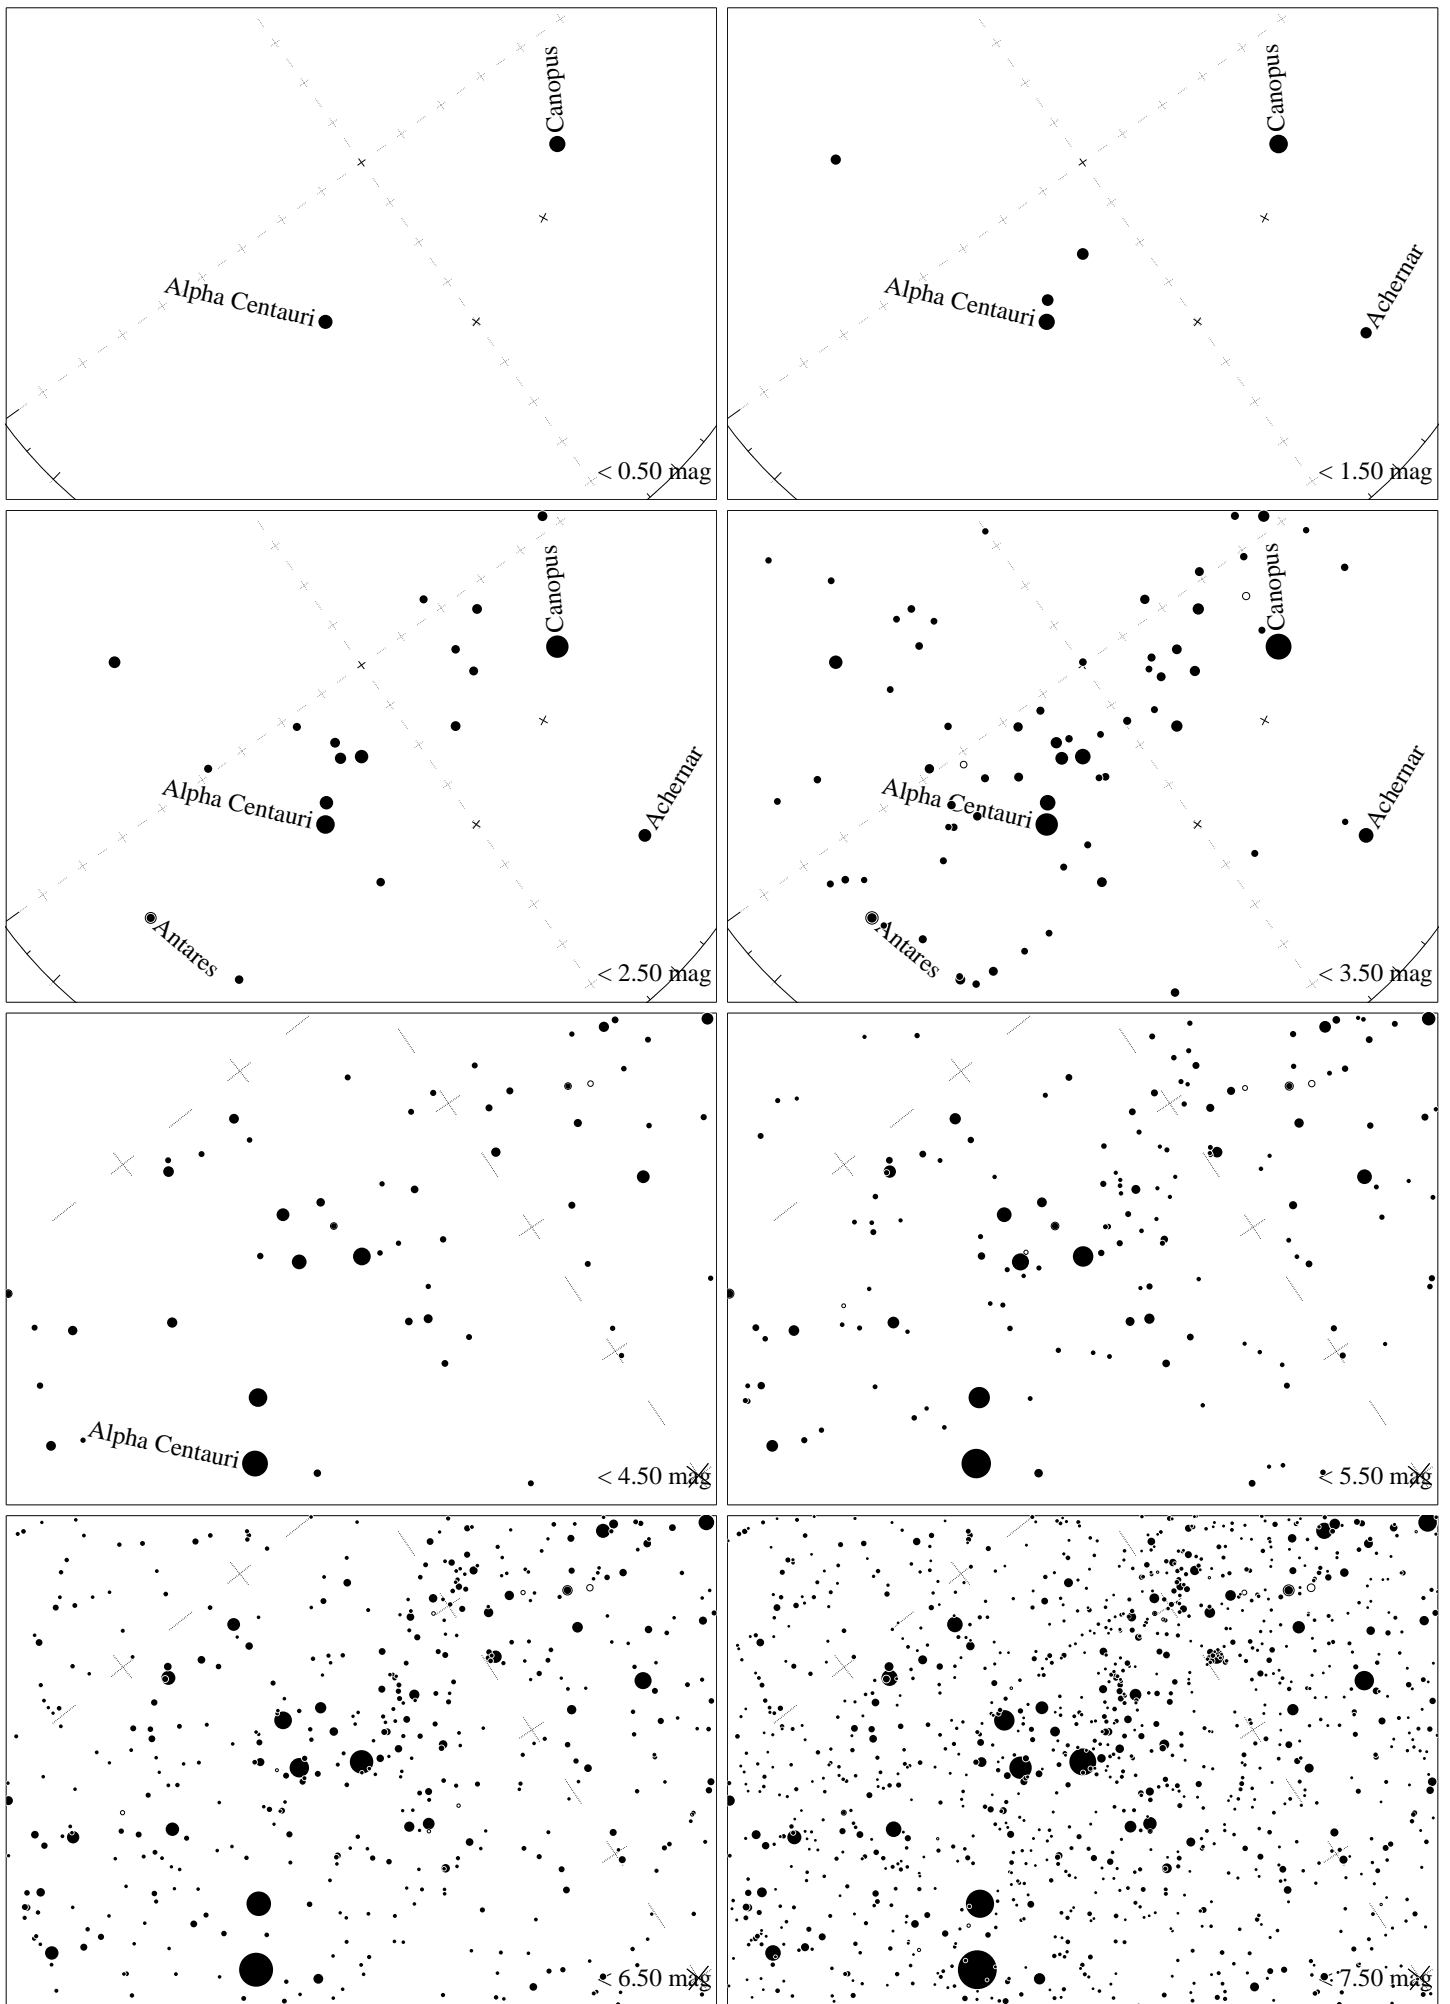 Canopus
Alpha Centauri
< 0.50 mag
Canopus
Alpha Centauri
Achernar
< 1.50 mag
Canopus
Alpha Centauri
Achernar
Antares
< 2.50 mag
Canopus
Alpha Centauri
Achernar
Antares
< 3.50 mag
Alpha Centauri
< 4.50 mag
< 5.50 mag
< 6.50 mag
< 7.50 mag